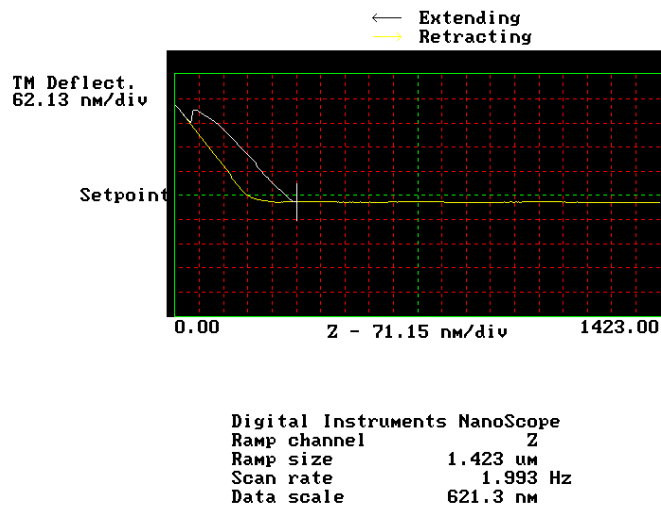 Extending
Retracting
TM Deflect.
62.13 nm/div
Setpoint
0.00 Z - 71.15 nm/div 1423.00
Digital Instruments NanoScope
Ramp channel Z
Ramp size 1.423 uм
Scan rate 1.993 Hz
Data scale 621.3 nm